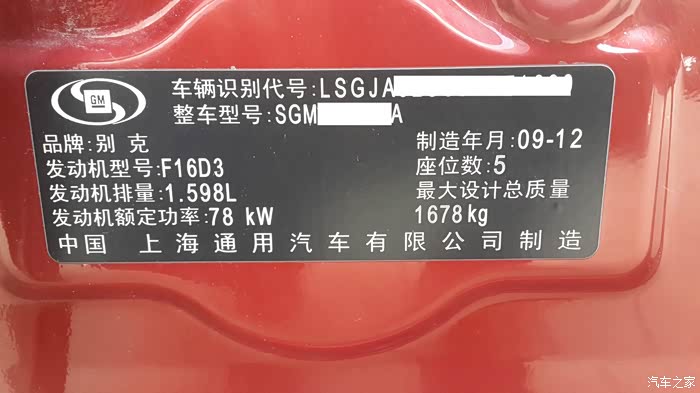 GM
车辆识别代号:LSGJA
整车型号:SGM A
品牌:别克 制造年月:09-12
发动机型号:F16D3 座位数:5
发动机排量:1.598L 最大设计总质量
发动机额定功率:78 kW 1678kg
中国 上海通用汽车有限公司制造
汽车之家